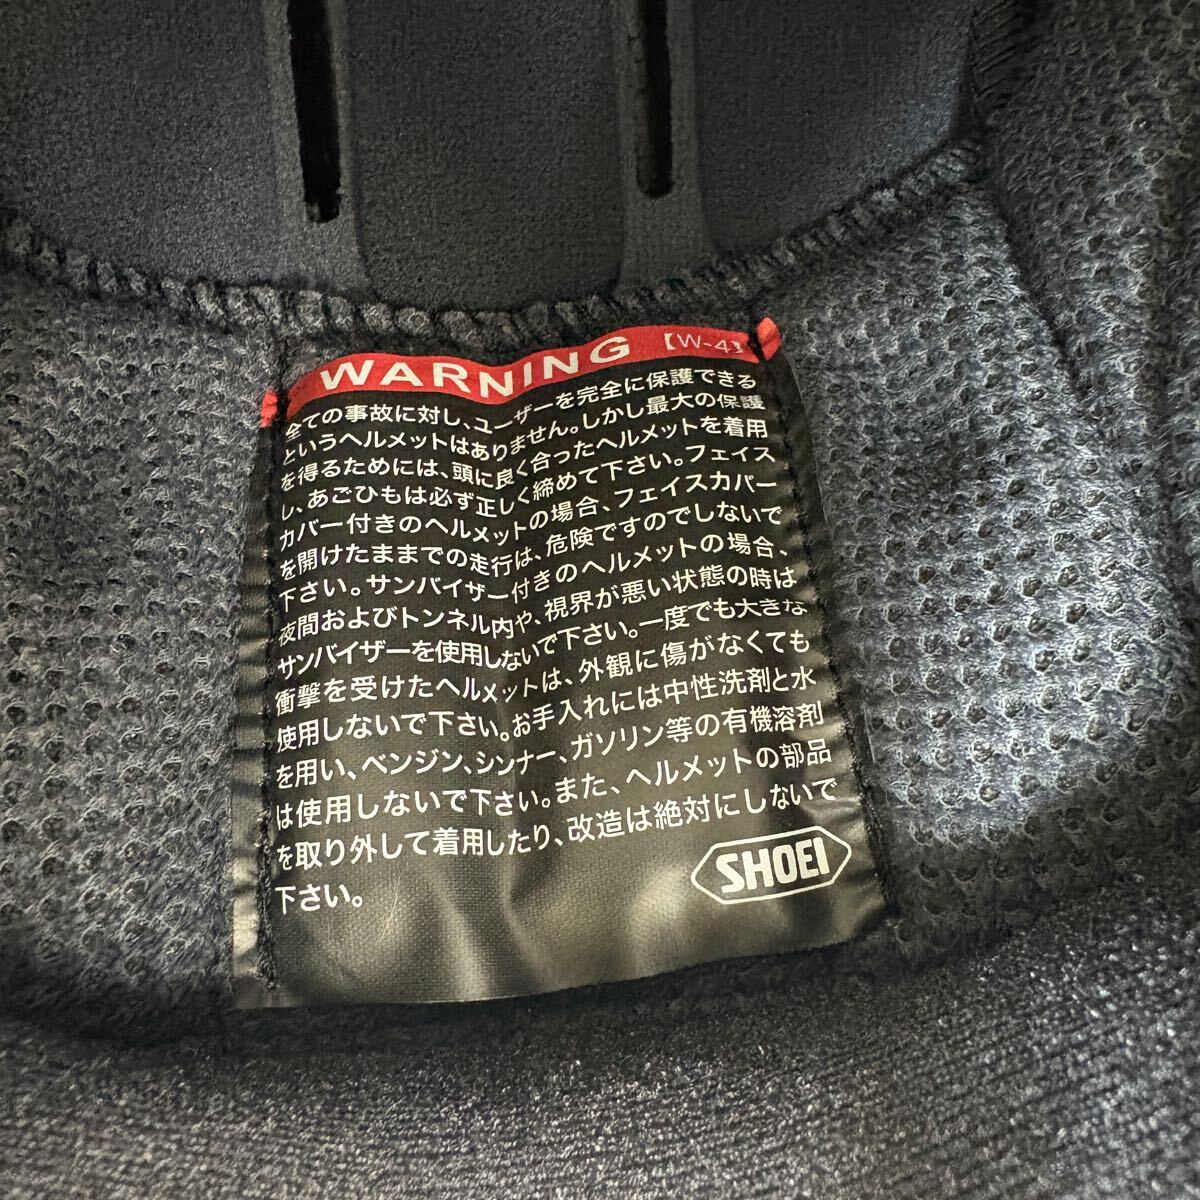 WARNING 【W-4】
全ての事故に対し、ユーザーを完全に保護できる
というヘルメットはありません。しかし最大の保護
を得るためには、頭に良く合ったヘルメットを着用
し、あごひもは必ず正しく締めて下さい。フェイス
カバー付きのヘルメットの場合、フェイスカバー
を開けたままでの走行は、危険ですのでしないで
下さい。サンバイザー付きのヘルメットの場合、
夜間およびトンネル内や、視界が悪い状態の時は
サンバイザーを使用しないで下さい。一度でも大きな
衝撃を受けたヘルメットは、外観に傷がなくても
使用しないで下さい。お手入れには中性洗剤と水
を用い、ベンジン、シンナー、ガソリン等の有機溶剤
は使用しないで下さい。また、ヘルメットの部品
を取り外して着用したり、改造は絶対にしないで
下さい。
SHOEI